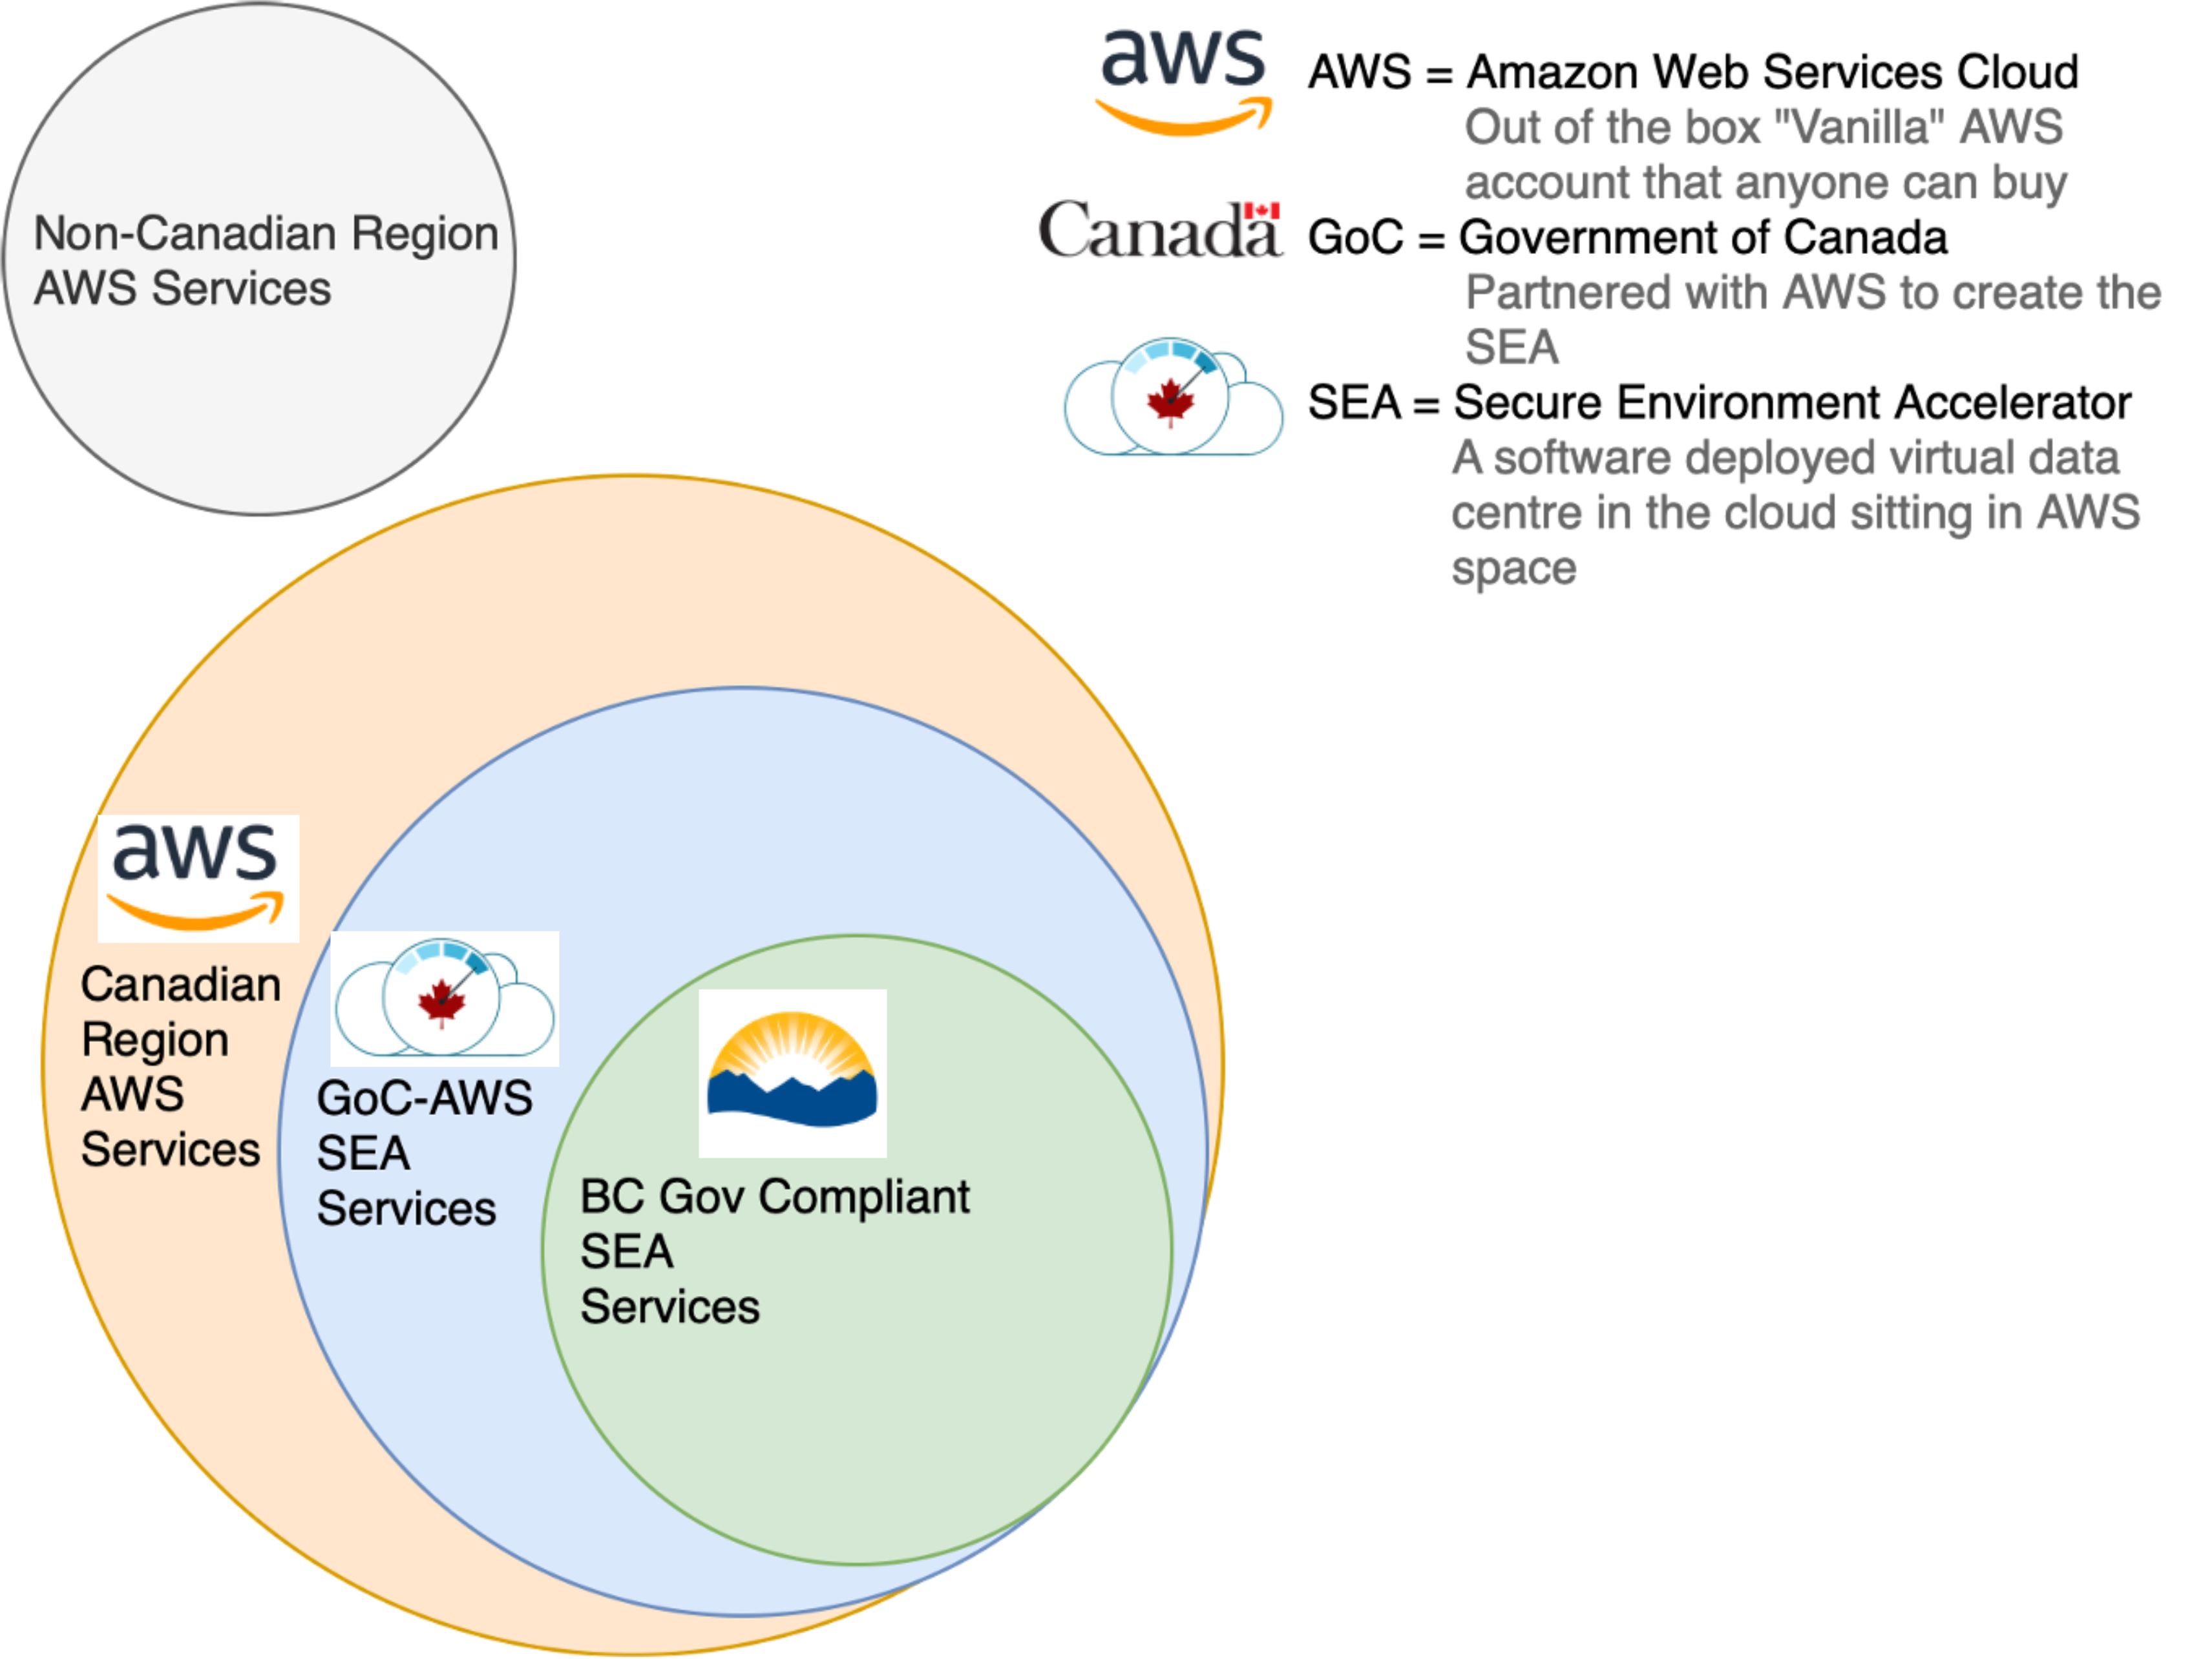 Non-Canadian Region
AWS Services
aws
AWS = Amazon Web Services Cloud
Out of the box "Vanilla" AWS
account that anyone can buy
Canada
GoC = Government of Canada
Partnered with AWS to create the
SEA
SEA = Secure Environment Accelerator
A software deployed virtual data
centre in the cloud sitting in AWS
space
aws
Canadian
Region
AWS
Services
GoC-AWS
SEA
Services
BC Gov Compliant
SEA
Services